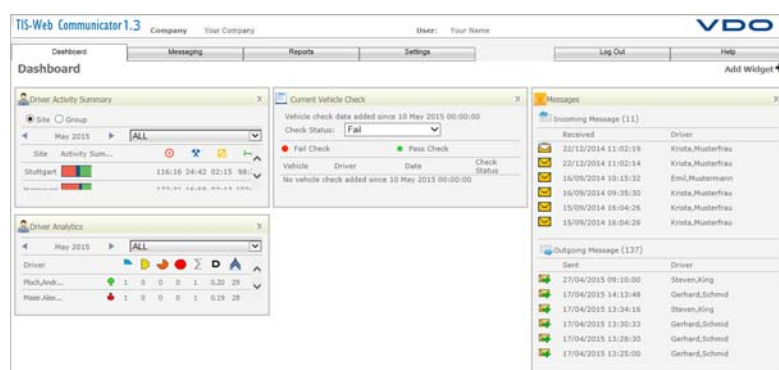 TIS-Web Communicator 1.3 Company Your Company User: Your Name VDO
Dashboard Messaging Reports Settings Log Out Help
Dashboard Add Widget
Driver Activity Summary X
Site Group
May 2015 ALL
Site Activity Sum...
Stuttgart 116:16 24:42 02:15
Driver Analytics X
May 2015 ALL
Driver Σ D
Ploch,Andr... 1 0 0 0 1 0.20 29
Maier,Alex... 1 0 0 0 1 0.19 28
Current Vehicle Check X
Vehicle check data added since 10 May 2015 00:00:00
Check Status: Fail
Fail Check Pass Check
Vehicle Driver Date Check Status
No vehicle check added since 10 May 2015 00:00:00
Messages X
Incoming Message (11)
Received Driver
22/12/2014 11:02:19 Krista,Musterfrau
22/12/2014 11:02:14 Krista,Musterfrau
16/09/2014 10:15:32 Emil,Mustermann
16/09/2014 09:35:30 Krista,Musterfrau
15/09/2014 16:04:26 Krista,Musterfrau
15/09/2014 16:04:26 Krista,Musterfrau
Outgoing Message (137)
Sent Driver
27/04/2015 09:10:00 Steven,King
17/04/2015 14:13:48 Gerhard,Schmid
17/04/2015 13:34:16 Steven,King
17/04/2015 13:30:33 Gerhard,Schmid
17/04/2015 13:28:30 Gerhard,Schmid
17/04/2015 13:25:00 Gerhard,Schmid